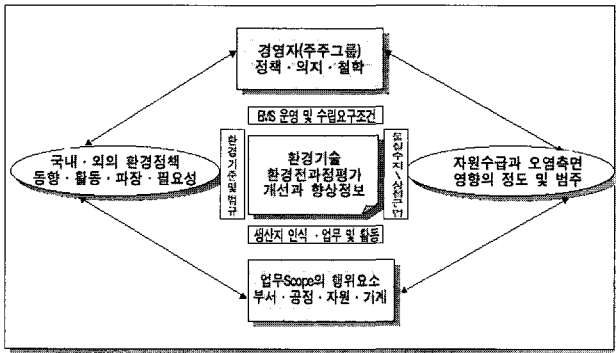 경영자(주주그룹)
정책 · 의지 · 철학
EMS 운영 및 수립요구조건
국내 · 외의 환경정책
동향 · 활동 · 파장 · 필요성
환경기준및법규
환경기술
환경전과정평가
개선과 향상정보
자원수급과 오염측면
영향의 정도 및 범주
생산지 인식 · 업무 및 활동
업무Scope의 행위요소
부서 · 공정 · 자원 · 기계